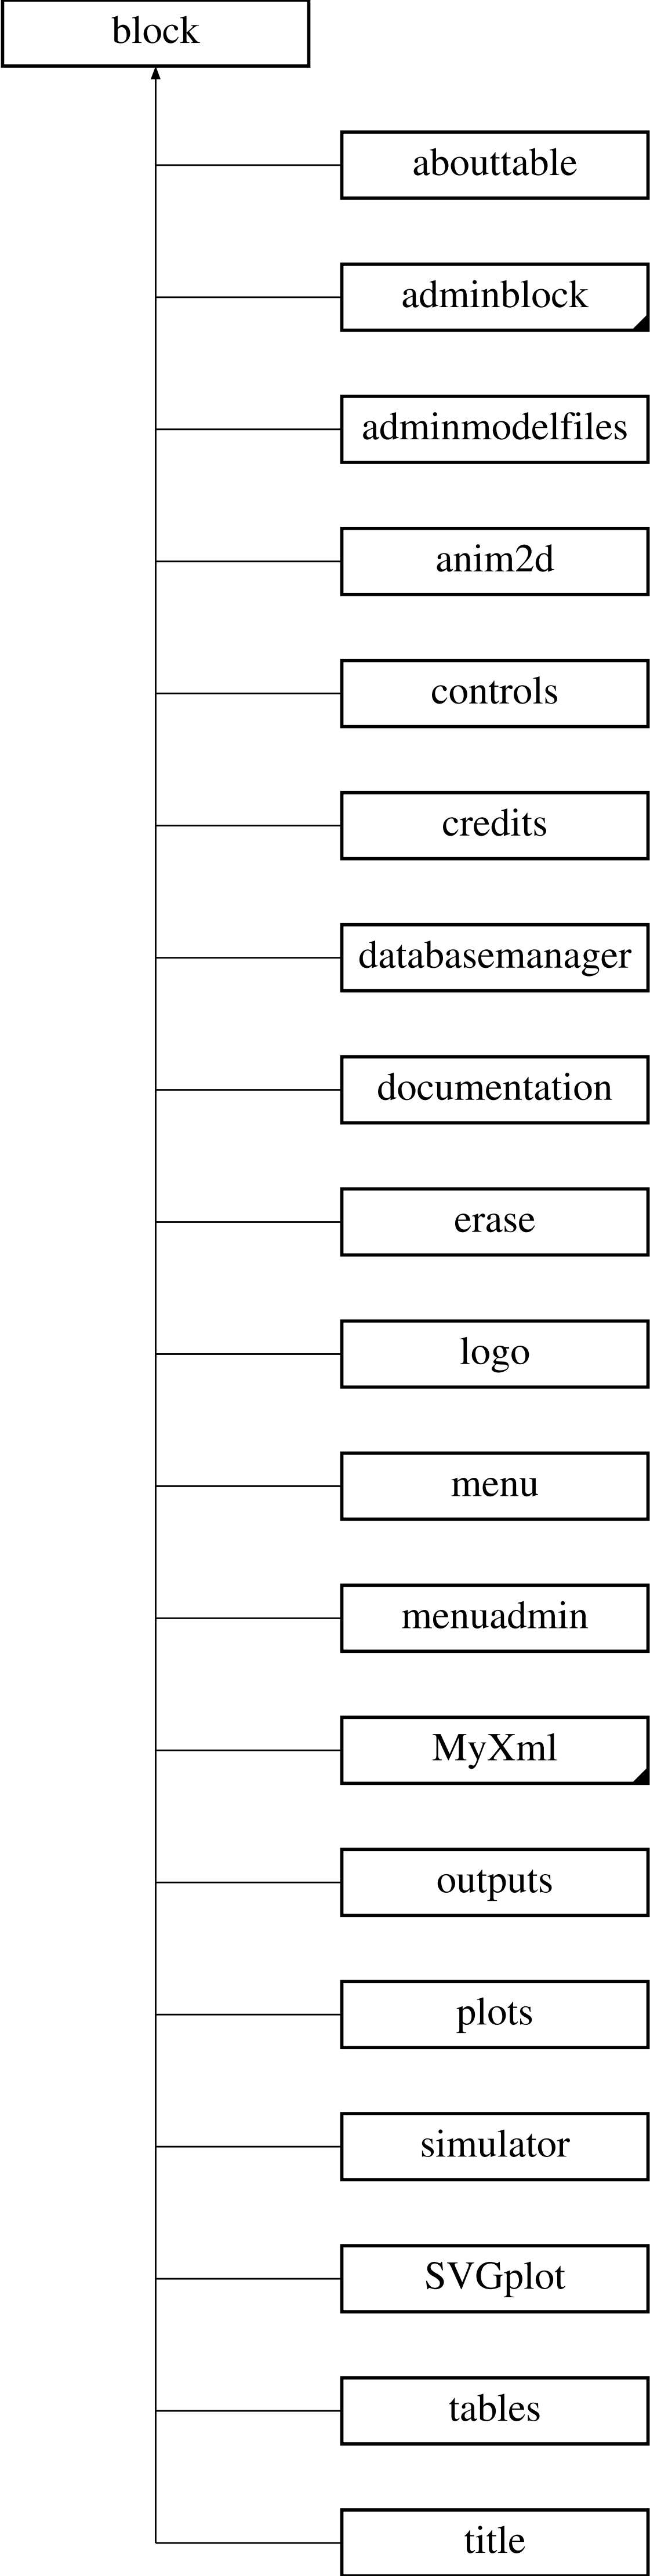 block
abouttable
adminblock
adminmodelfiles
anim2d
controls
credits
databasemanager
documentation
erase
logo
menu
menuadmin
MyXml
outputs
plots
simulator
SVGplot
tables
title